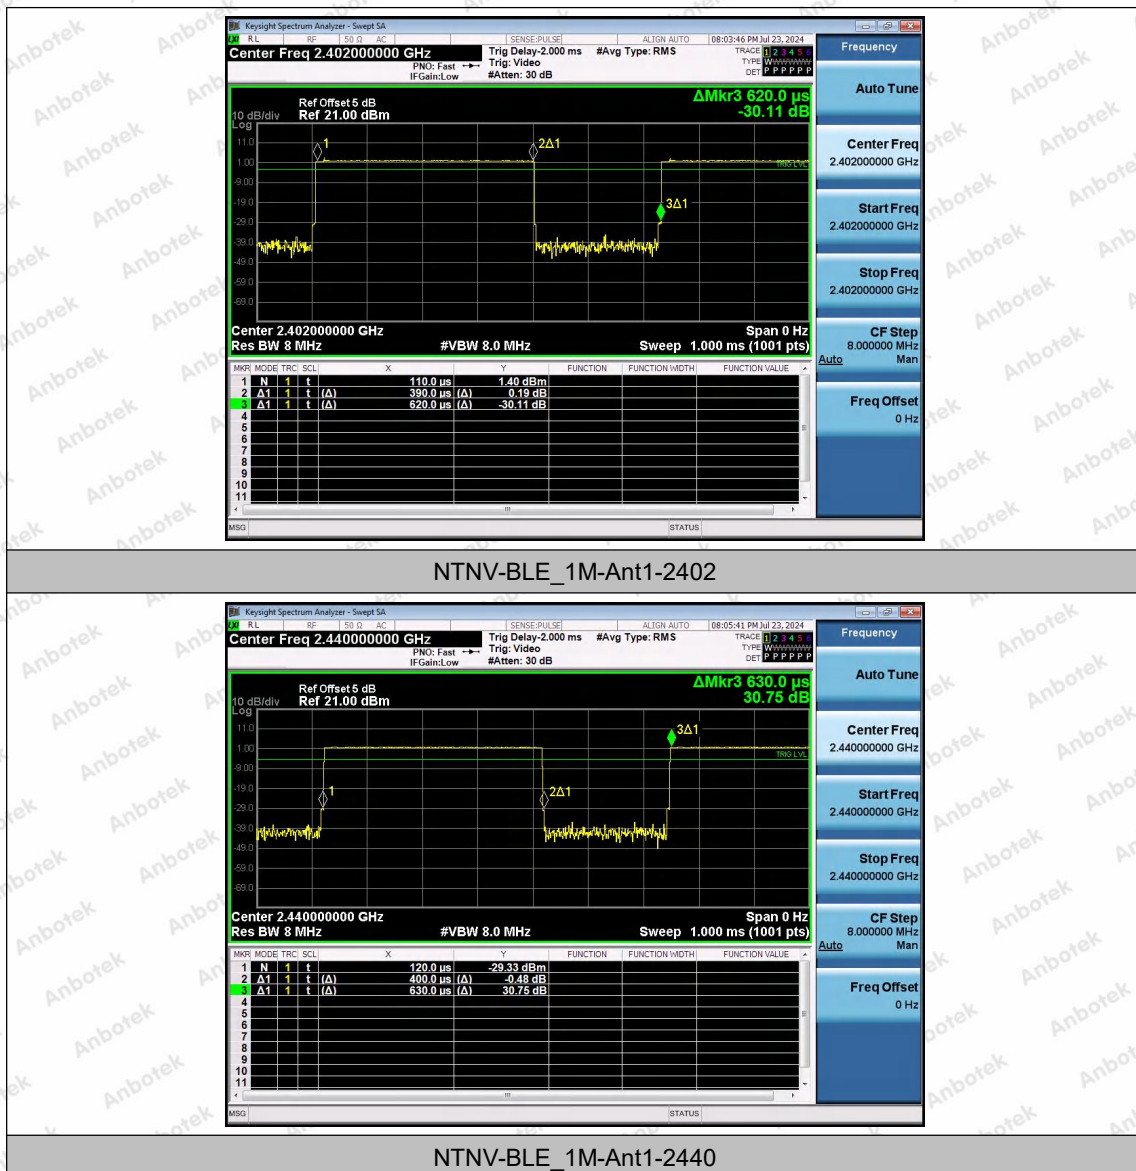 Keysight Spectrum Analyzer - Swept SA
RL RF 50 Ω AC SENSE:PULSE ALIGN AUTO 08:03:46 PM Jul 23, 2024
Center Freq 2.402000000 GHz Trig Delay-2.000 ms #Avg Type: RMS TRACE 1 2 3 4 5 6
PNO: Fast Trig: Video TYPE WWWWWW
IFGain:Low #Atten: 30 dB DET P P P P P P
Frequency
Auto Tune
Center Freq
2.402000000 GHz
Start Freq
2.402000000 GHz
Stop Freq
2.402000000 GHz
CF Step
8.000000 MHz
Auto Man
Freq Offset
0 Hz
ΔMkr3 620.0 µs
-30.11 dB
Ref Offset 5 dB
10 dB/div Ref 21.00 dBm
Log
11.0
1.00
-9.00
-19.0
-29.0
-39.0
-49.0
-59.0
-69.0
1
2Δ1
3Δ1
TRIG LVL
Center 2.402000000 GHz Span 0 Hz
Res BW 8 MHz #VBW 8.0 MHz Sweep 1.000 ms (1001 pts)
MKR MODE TRC SCL X Y FUNCTION FUNCTION WIDTH FUNCTION VALUE
1 N 1 t 110.0 µs 1.40 dBm
2 Δ1 1 t (Δ) 390.0 µs (Δ) 0.19 dB
3 Δ1 1 t (Δ) 620.0 µs (Δ) -30.11 dB
4
5
6
7
8
9
10
11
MSG STATUS
NTNV-BLE_1M-Ant1-2402
Keysight Spectrum Analyzer - Swept SA
RL RF 50 Ω AC SENSE:PULSE ALIGN AUTO 08:05:41 PM Jul 23, 2024
Center Freq 2.440000000 GHz Trig Delay-2.000 ms #Avg Type: RMS TRACE 1 2 3 4 5 6
PNO: Fast Trig: Video TYPE WWWWWW
IFGain:Low #Atten: 30 dB DET P P P P P P
Frequency
Auto Tune
Center Freq
2.440000000 GHz
Start Freq
2.440000000 GHz
Stop Freq
2.440000000 GHz
CF Step
8.000000 MHz
Auto Man
Freq Offset
0 Hz
ΔMkr3 630.0 µs
30.75 dB
Ref Offset 5 dB
10 dB/div Ref 21.00 dBm
Log
11.0
1.00
-9.00
-19.0
-29.0
-39.0
-49.0
-59.0
-69.0
1
2Δ1
3Δ1
TRIG LVL
Center 2.440000000 GHz Span 0 Hz
Res BW 8 MHz #VBW 8.0 MHz Sweep 1.000 ms (1001 pts)
MKR MODE TRC SCL X Y FUNCTION FUNCTION WIDTH FUNCTION VALUE
1 N 1 t 120.0 µs -29.33 dBm
2 Δ1 1 t (Δ) 400.0 µs (Δ) -0.48 dB
3 Δ1 1 t (Δ) 630.0 µs (Δ) 30.75 dB
4
5
6
7
8
9
10
11
MSG STATUS
NTNV-BLE_1M-Ant1-2440